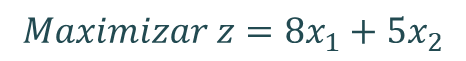 Maximizar z = 8x₁ + 5x₂